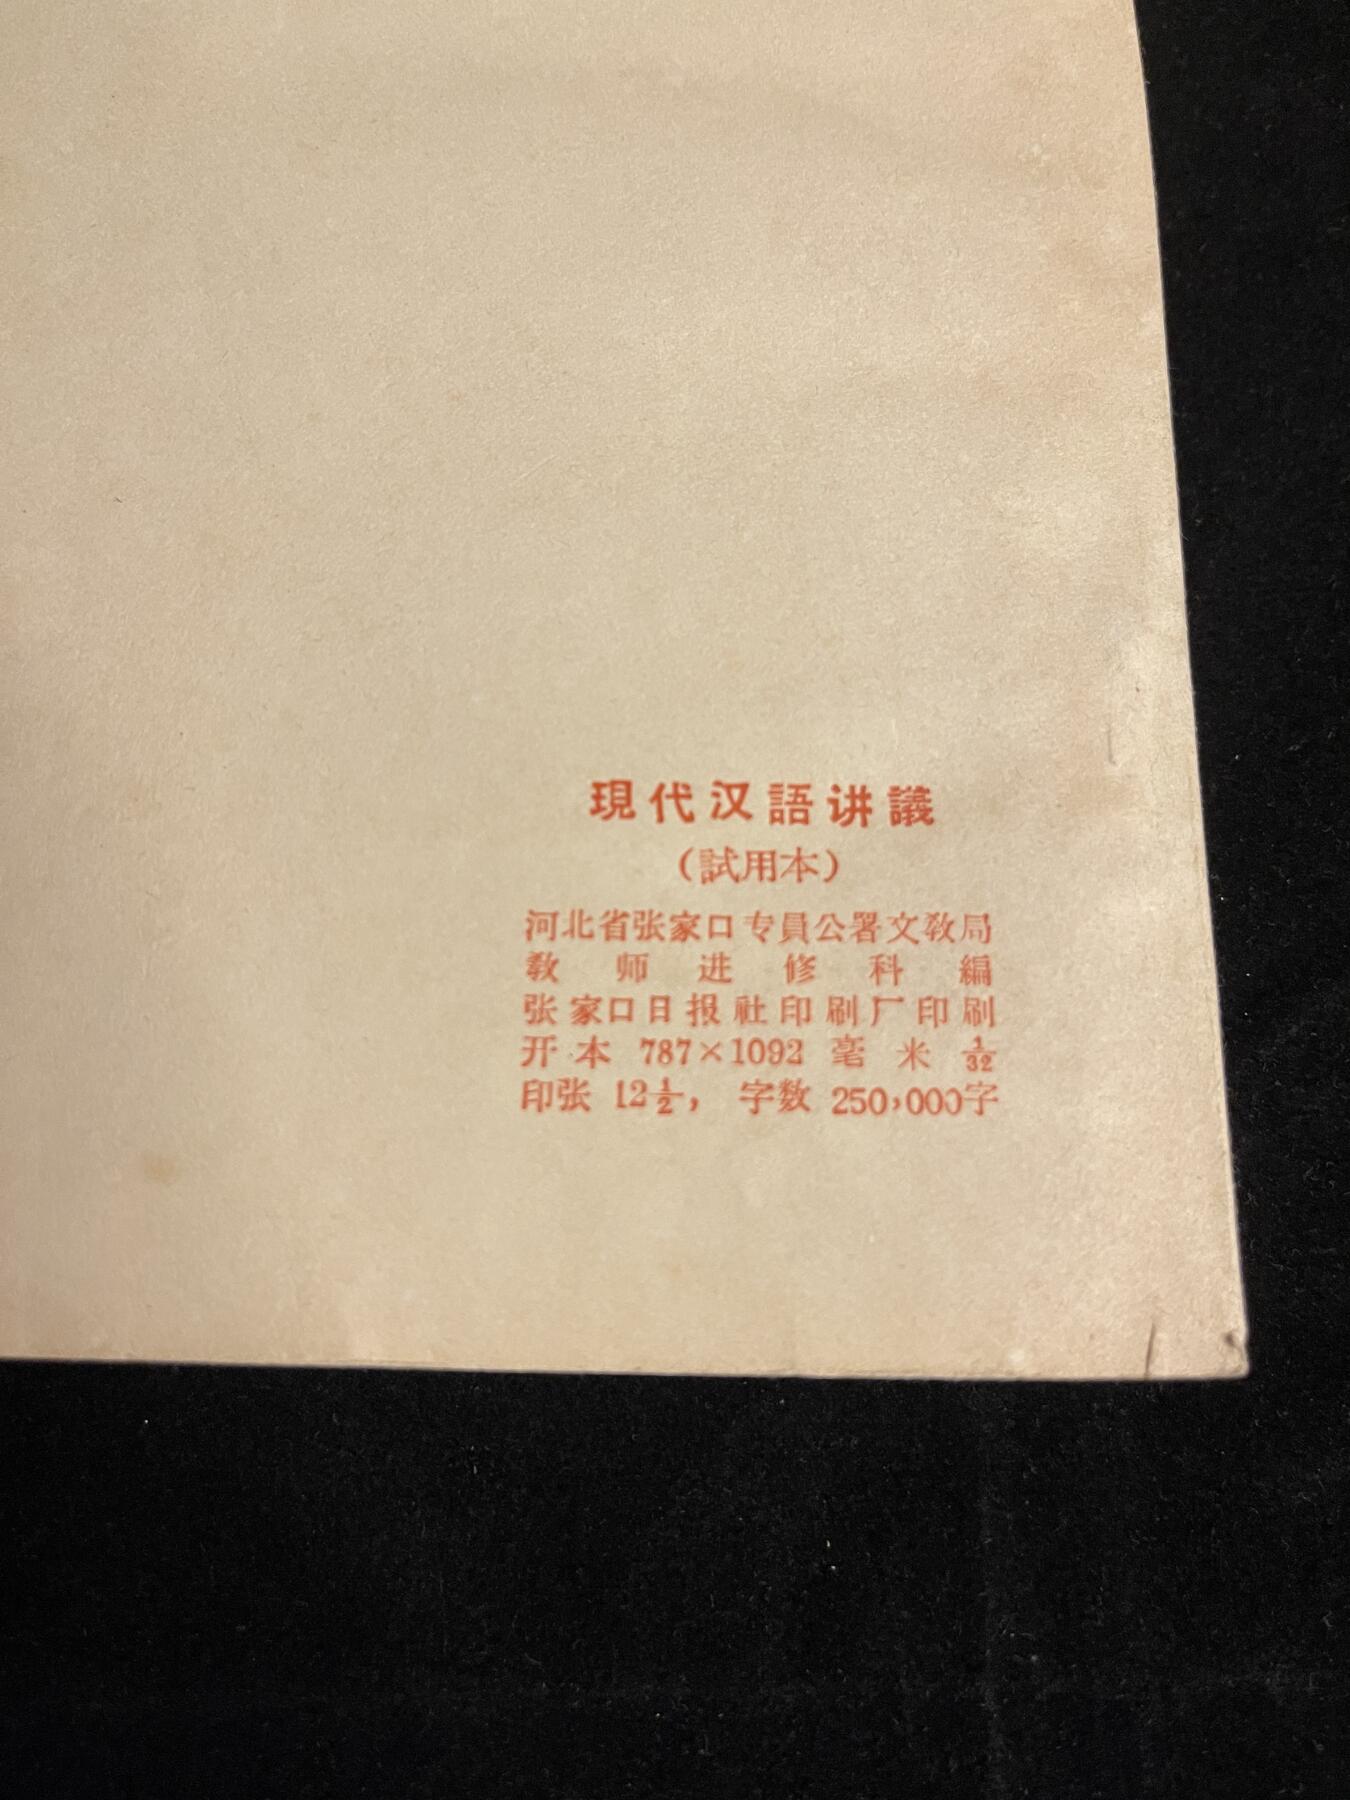 現代汉語讲議
（試用本）
河北省张家口专員公署文教局
教师进修科編
张家口日报社印刷厂印刷
开本 787×1092 毫米 1/32
印张 12½， 字数 250,000字